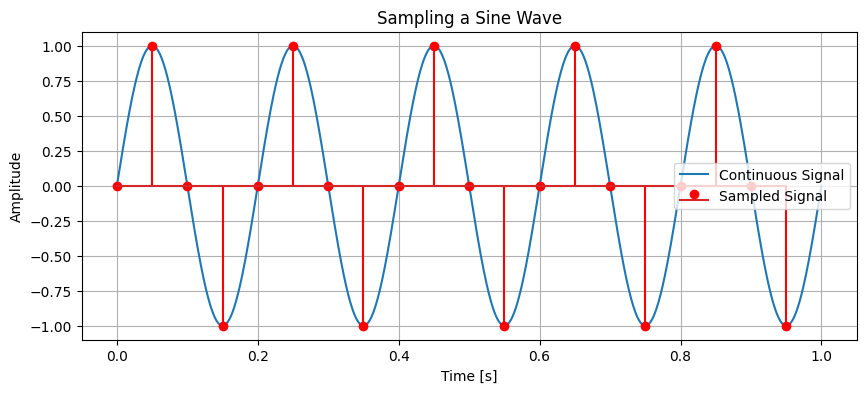 Sampling a Sine Wave
1.00
0.75
0.50
0.25
0.00
−0.25
−0.50
−0.75
−1.00
Amplitude
Continuous Signal
Sampled Signal
0.0 0.2 0.4 0.6 0.8 1.0
Time [s]